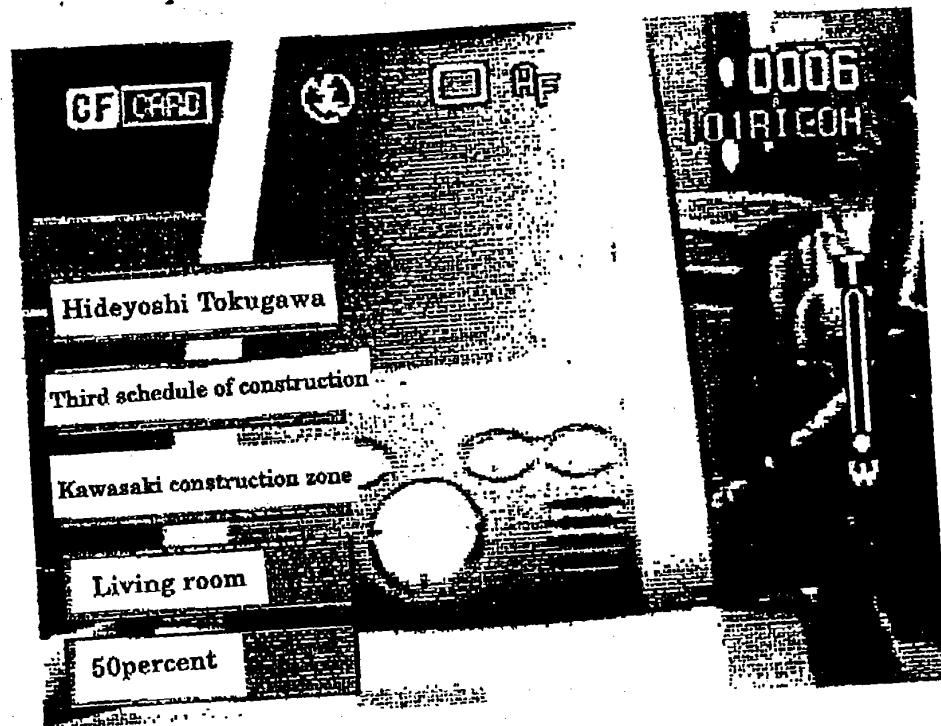 CF CARD
AF
0006
101RICOH
T
W
Hideyoshi Tokugawa
Third schedule of construction
Kawasaki construction zone
Living room
50percent